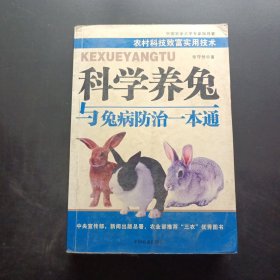 农村科技致富实用技术
KEXUEYANGTU
科学养兔
与兔病防治一本通
中央宣传部、新闻出版总署、农业部推荐“三农”优秀图书